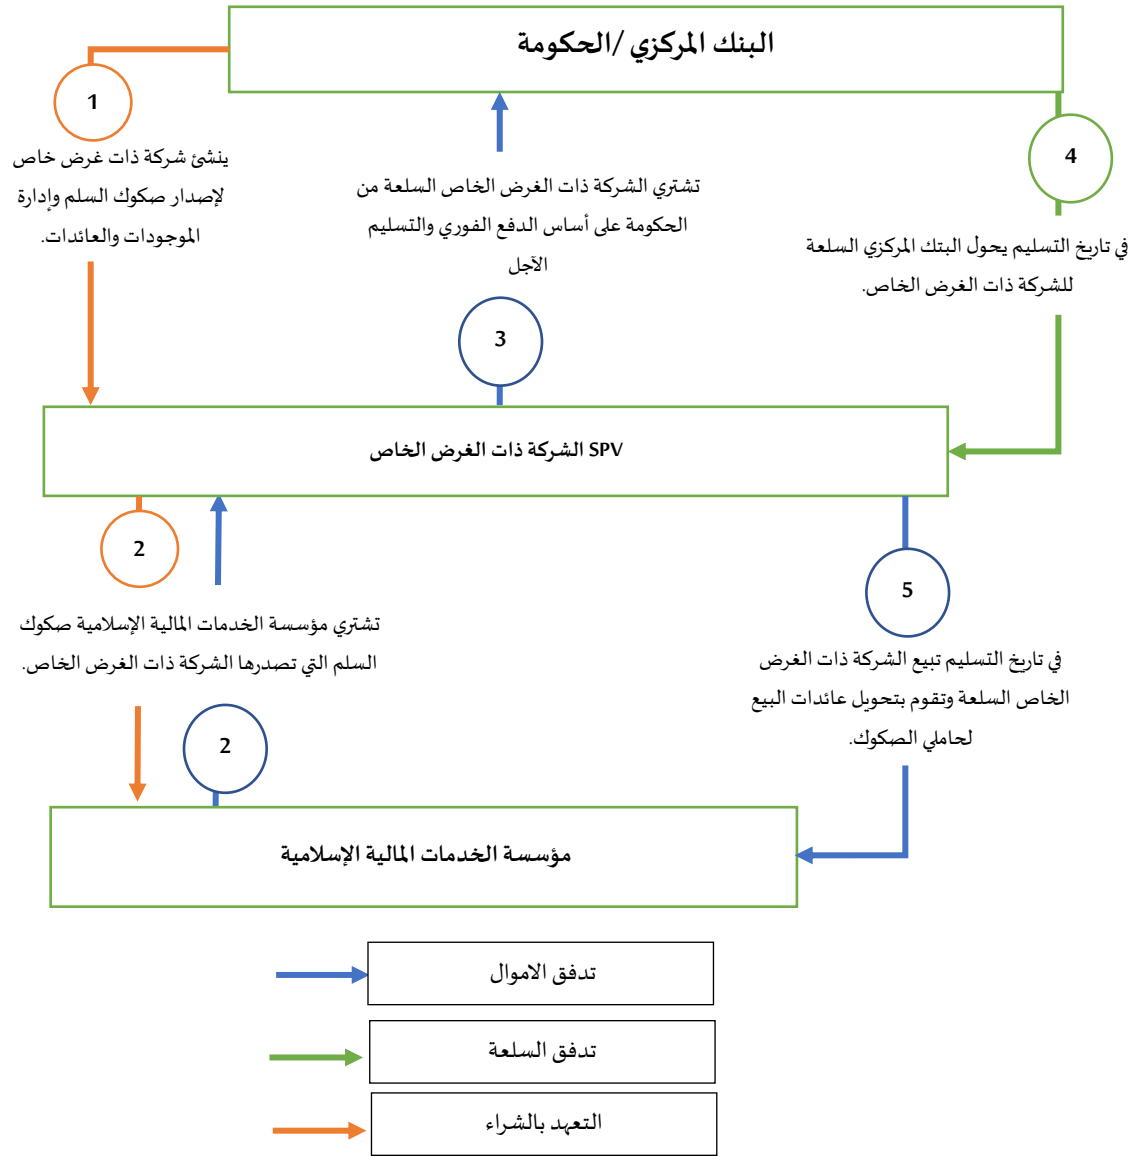 البنك المركزي /الحكومة
1
ينشئ شركة ذات غرض خاص
لإصدار صكوك السلم وإدارة
الموجودات والعائدات.
تشتري الشركة ذات الغرض الخاص السلعة من
الحكومة على أساس الدفع الفوري والتسليم
الآجل
3
4
في تاريخ التسليم يحول البتك المركزي السلعة
للشركة ذات الغرض الخاص.
SPV الشركة ذات الغرض الخاص
2
تشتري مؤسسة الخدمات المالية الإسلامية صكوك
السلم التي تصدرها الشركة ذات الغرض الخاص.
2
5
في تاريخ التسليم تبيع الشركة ذات الغرض
الخاص السلعة وتقوم بتحويل عائدات البيع
لحاملي الصكوك.
مؤسسة الخدمات المالية الإسلامية
تدفق الاموال
تدفق السلعة
التعهد بالشراء